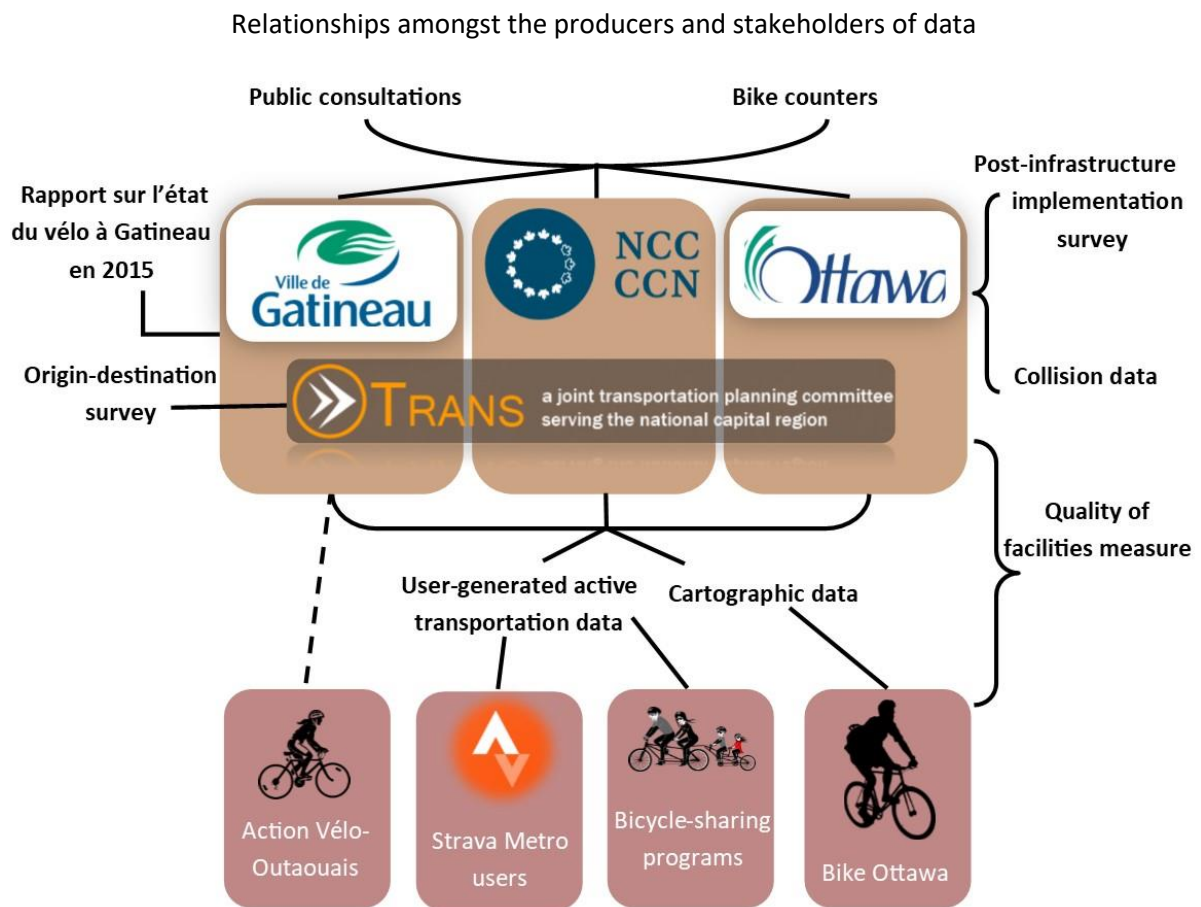 Relationships amongst the producers and stakeholders of data
Public consultations
Bike counters
Rapport sur l'état
du vélo à Gatineau
en 2015
Post-infrastructure
implementation
survey
Ville de
Gatineau
NCC
CCN
Ottawa
Origin-destination
survey
TRANS
a joint transportation planning committee
serving the national capital region
Collision data
Quality of
facilities measure
User-generated active
transportation data
Cartographic data
Action Vélo-
Outaouais
Strava Metro
users
Bicycle-sharing
programs
Bike Ottawa